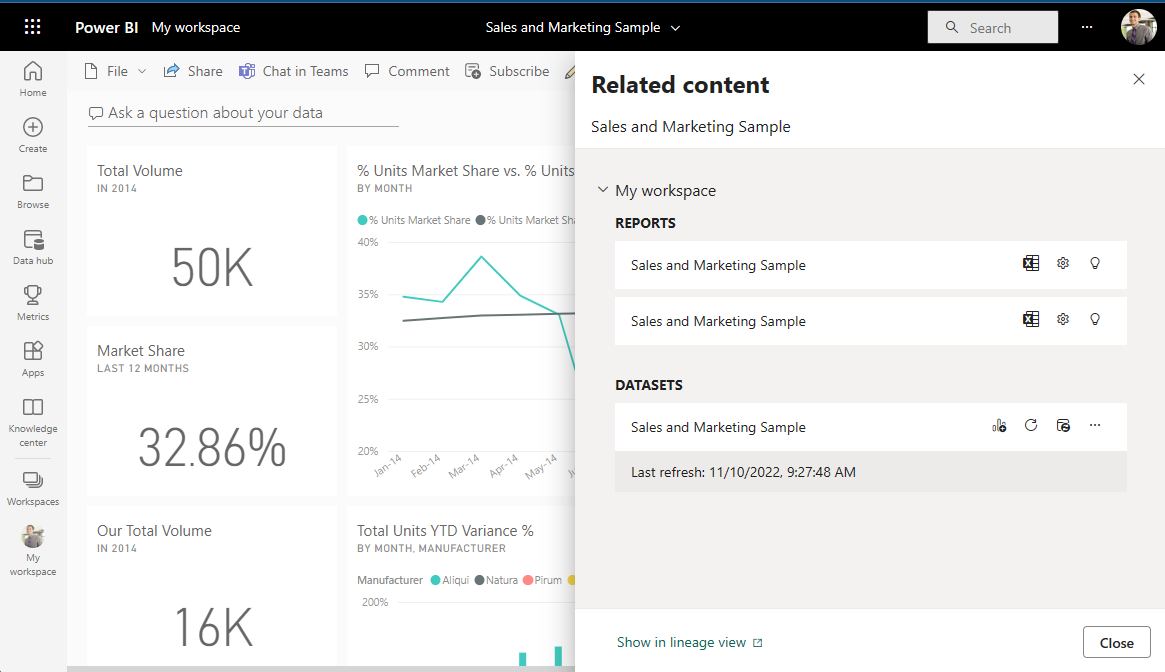 Power BI My workspace
Sales and Marketing Sample
Search
Home
Create
Browse
Data hub
Metrics
Apps
Knowledge
center
Workspaces
My
workspace
File
Share
Chat in Teams
Comment
Subscribe
Ask a question about your data
Total Volume
IN 2014
50K
Market Share
LAST 12 MONTHS
32.86%
Our Total Volume
IN 2014
16K
% Units Market Share vs. % Units
BY MONTH
% Units Market Share % Units Market
40%
35%
30%
25%
20%
Jan-14 Feb-14 Mar-14 Apr-14 May-14
Total Units YTD Variance %
BY MONTH, MANUFACTURER
Manufacturer Aliqui Natura Pirum
200%
Related content
Sales and Marketing Sample
My workspace
REPORTS
Sales and Marketing Sample
Sales and Marketing Sample
DATASETS
Sales and Marketing Sample
Last refresh: 11/10/2022, 9:27:48 AM
Show in lineage view
Close